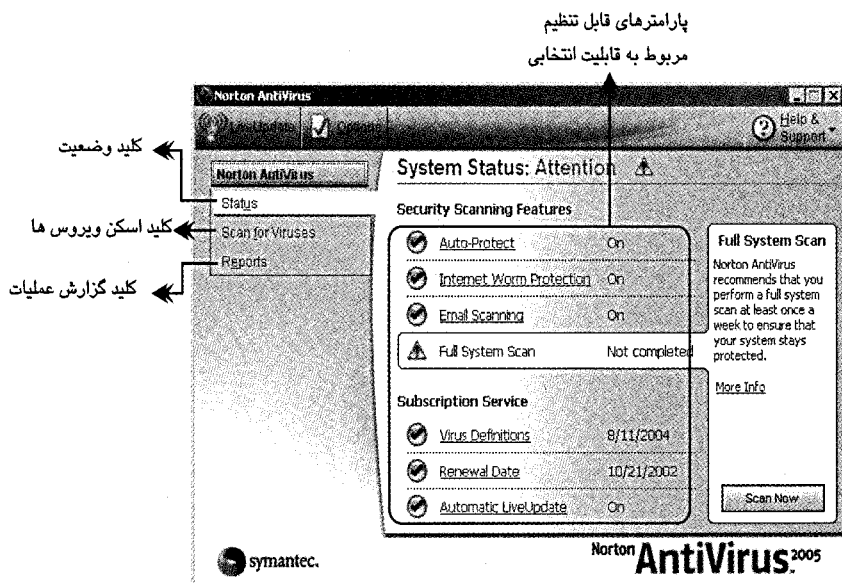 پارامترهای قابل تنظیم
مربوط به قابلیت انتخابی
Norton AntiVirus
LiveUpdate
Options
Help &
Support
کلید وضعیت
Norton AntiVirus
System Status: Attention
Status
Security Scanning Features
کلید اسکن ویروس ها
Scan for Viruses
Auto-Protect On
Full System Scan
کلید گزارش عملیات
Reports
Internet Worm Protection On
Norton AntiVirus
recommends that you
perform a full system
scan at least once a
week to ensure that
your system stays
protected.
Email Scanning On
Full System Scan Not completed
More Info
Subscription Service
Virus Definitions 8/11/2004
Renewal Date 10/21/2002
Automatic LiveUpdate On
Scan Now
symantec.
Norton AntiVirus 2005